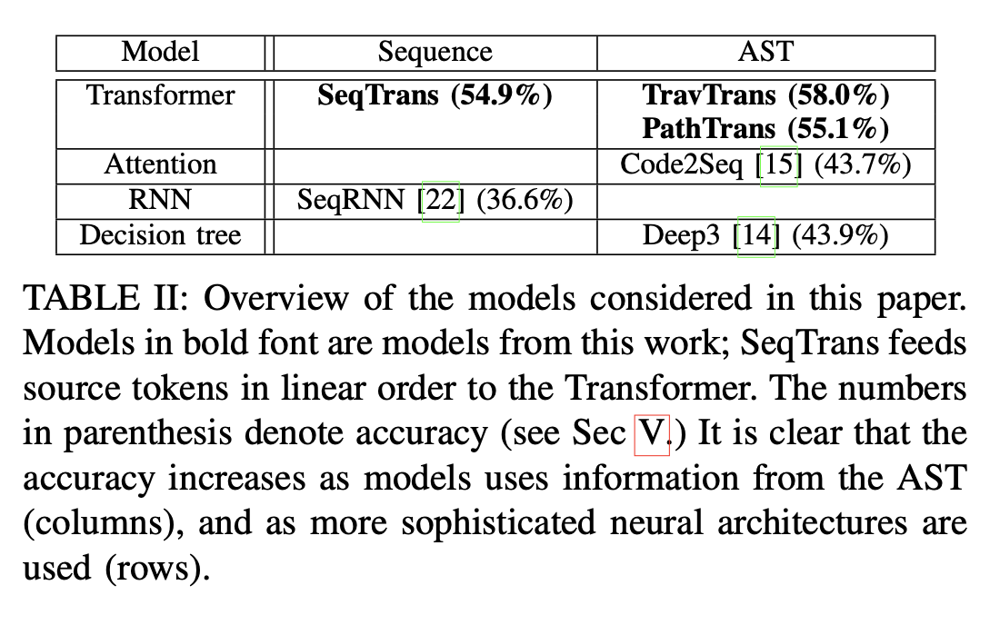 Model Sequence AST
Transformer SeqTrans (54.9%) TravTrans (58.0%)
PathTrans (55.1%)
Attention Code2Seq [15] (43.7%)
RNN SeqRNN [22] (36.6%)
Decision tree Deep3 [14] (43.9%)
TABLE II: Overview of the models considered in this paper.
Models in bold font are models from this work; SeqTrans feeds
source tokens in linear order to the Transformer. The numbers
in parenthesis denote accuracy (see Sec V.) It is clear that the
accuracy increases as models uses information from the AST
(columns), and as more sophisticated neural architectures are
used (rows).